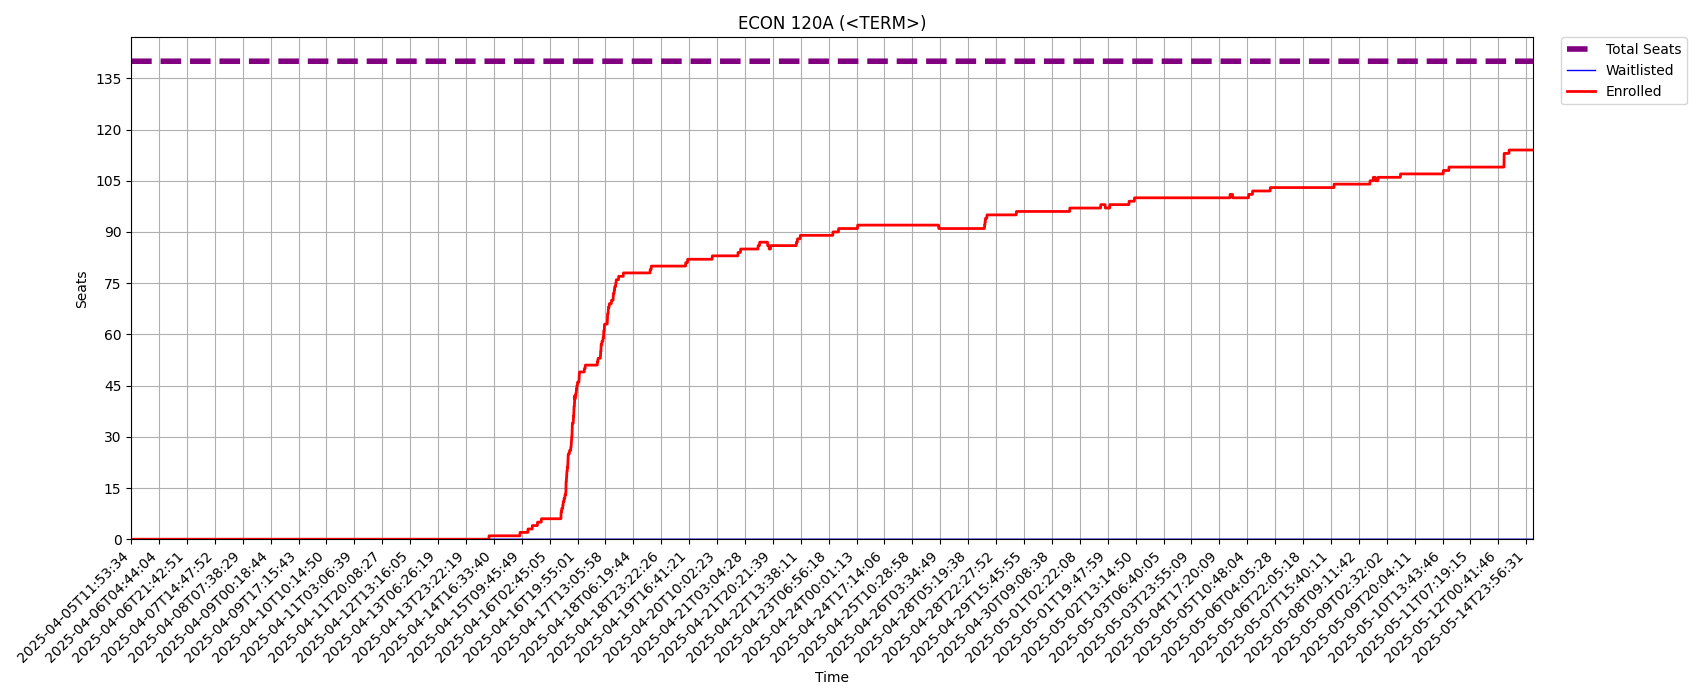 ECON 120A (<TERM>)
Total Seats
Waitlisted
Enrolled
135
120
105
90
75
60
45
30
15
0
Seats
2025-04-05T11:53:34
2025-04-06T04:44:04
2025-04-06T21:42:51
2025-04-07T14:47:52
2025-04-08T07:38:29
2025-04-09T00:18:44
2025-04-09T17:15:43
2025-04-10T10:14:50
2025-04-11T03:06:39
2025-04-11T20:08:27
2025-04-12T13:16:05
2025-04-13T06:26:19
2025-04-13T23:22:19
2025-04-14T16:33:40
2025-04-15T09:45:49
2025-04-16T02:45:05
2025-04-16T19:55:01
2025-04-17T13:05:58
2025-04-18T06:19:44
2025-04-18T23:22:26
2025-04-19T16:41:21
2025-04-20T10:02:23
2025-04-21T03:04:28
2025-04-21T20:21:39
2025-04-22T13:38:11
2025-04-23T06:56:18
2025-04-24T00:01:13
2025-04-24T17:14:06
2025-04-25T10:28:58
2025-04-26T03:34:49
2025-04-28T05:19:38
2025-04-28T22:27:52
2025-04-29T15:45:55
2025-04-30T09:08:38
2025-05-01T02:22:08
2025-05-01T19:47:59
2025-05-02T13:14:50
2025-05-03T06:40:05
2025-05-03T23:55:09
2025-05-04T17:20:09
2025-05-05T10:48:04
2025-05-06T04:05:28
2025-05-06T22:05:18
2025-05-07T15:40:11
2025-05-08T09:11:42
2025-05-09T02:32:02
2025-05-09T20:04:11
2025-05-10T13:43:46
2025-05-11T07:19:15
2025-05-12T00:41:46
2025-05-14T23:56:31
Time